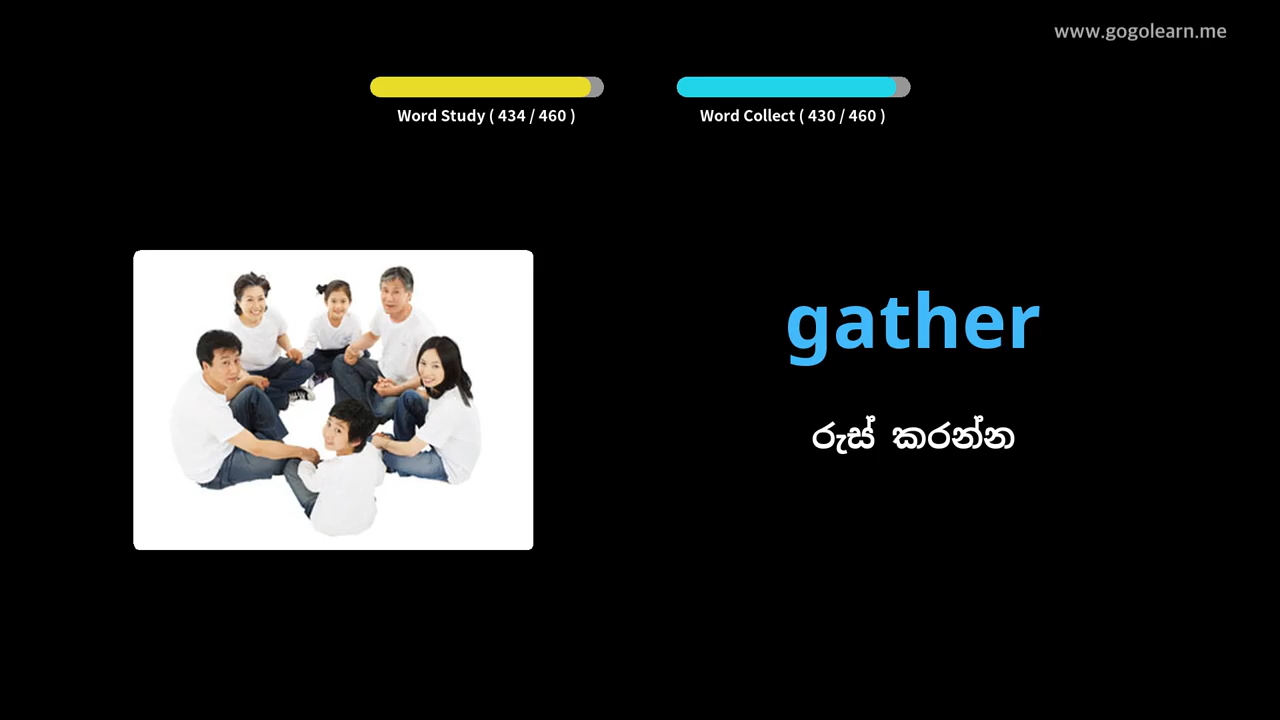 www.gogolearn.me
Word Study ( 434 / 460 )
Word Collect ( 430 / 460 )
gather
රුස් කරන්න